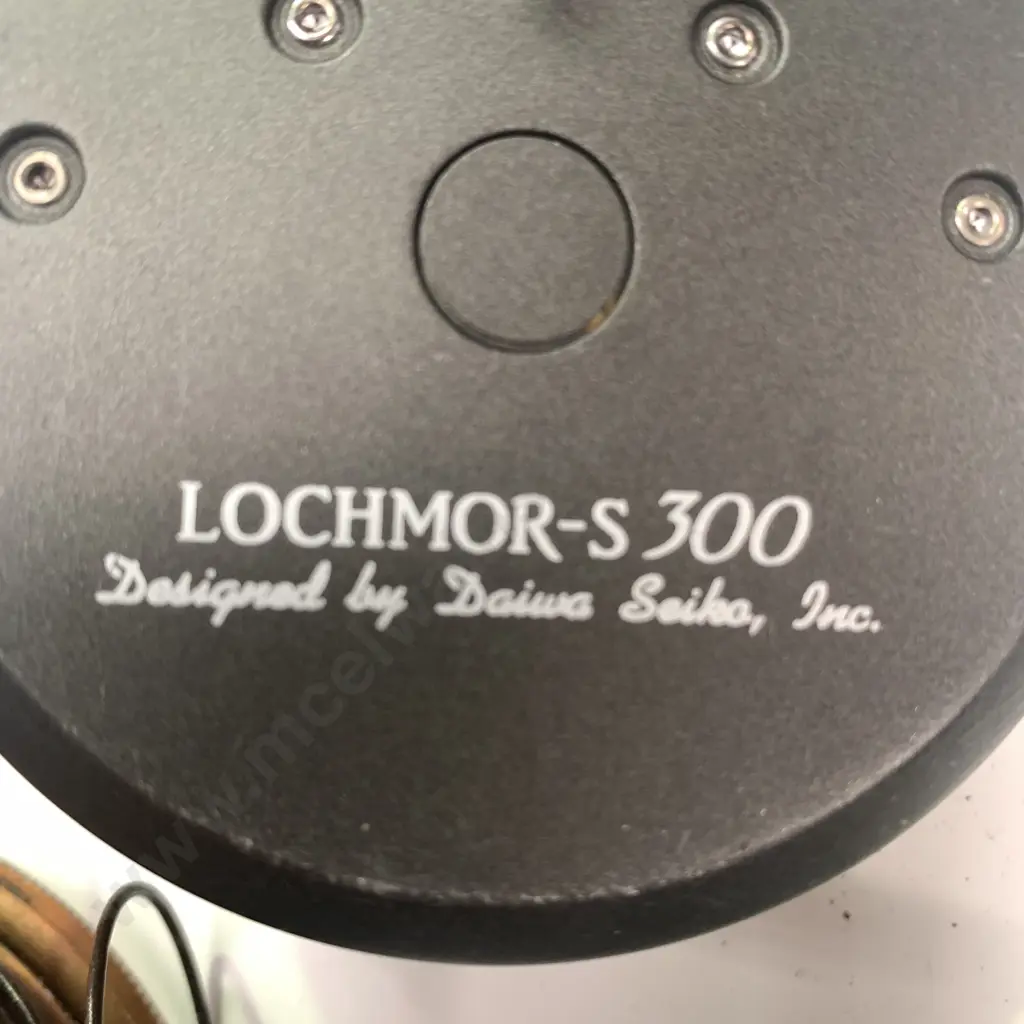 LOCHMOR-S 300
Designed by Daiwa Seiko, Inc.